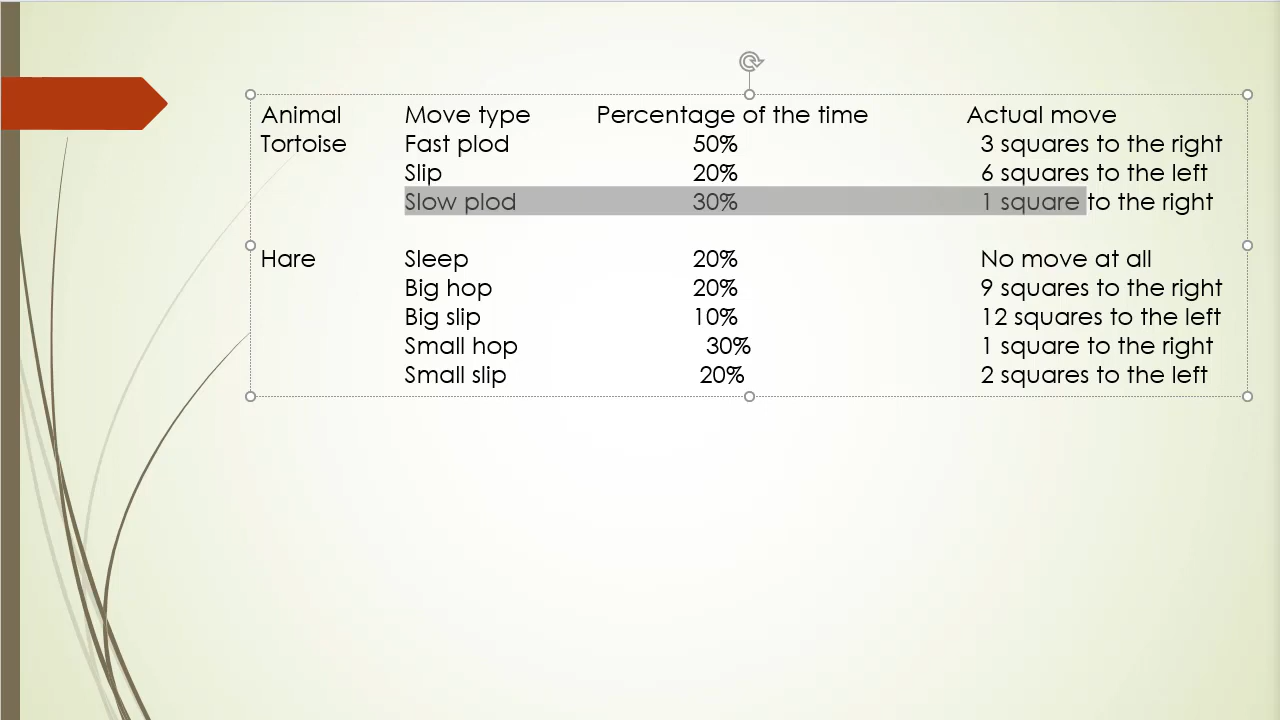 Animal Move type Percentage of the time Actual move
Tortoise Fast plod 50% 3 squares to the right
Slip 20% 6 squares to the left
Slow plod 30% 1 square to the right
Hare Sleep 20% No move at all
Big hop 20% 9 squares to the right
Big slip 10% 12 squares to the left
Small hop 30% 1 square to the right
Small slip 20% 2 squares to the left